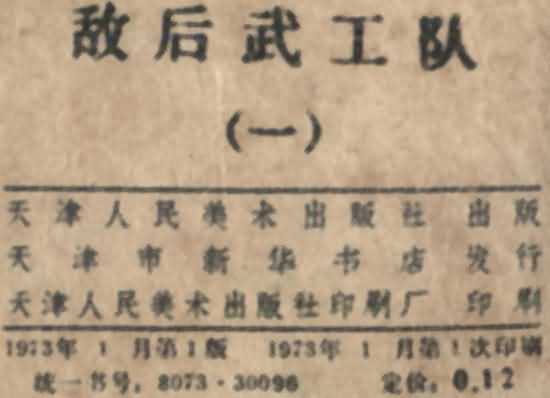 敌后武工队
（一）
天津人民美术出版社 出版
天津市新华书店 发行
天津人民美术出版社印刷厂 印刷
1973年1月第1版 1973年1月第1次印刷
统一书号：8073·30096 定价：0.12